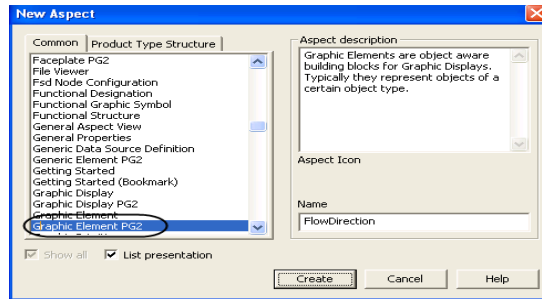 New Aspect
Common
Product Type Structure
Faceplate PG2
File Viewer
Fsd Node Configuration
Functional Designation
Functional Graphic Symbol
Functional Structure
General Aspect View
General Properties
Generic Data Source Definition
Generic Element PG2
Getting Started
Getting Started (Bookmark)
Graphic Display
Graphic Display PG2
Graphic Element
Graphic Element PG2
Show all
List presentation
Aspect description
Graphic Elements are object aware
building blocks for Graphic Displays.
Typically they represent objects of a
certain object type.
Aspect Icon
Name
FlowDirection
Create
Cancel
Help